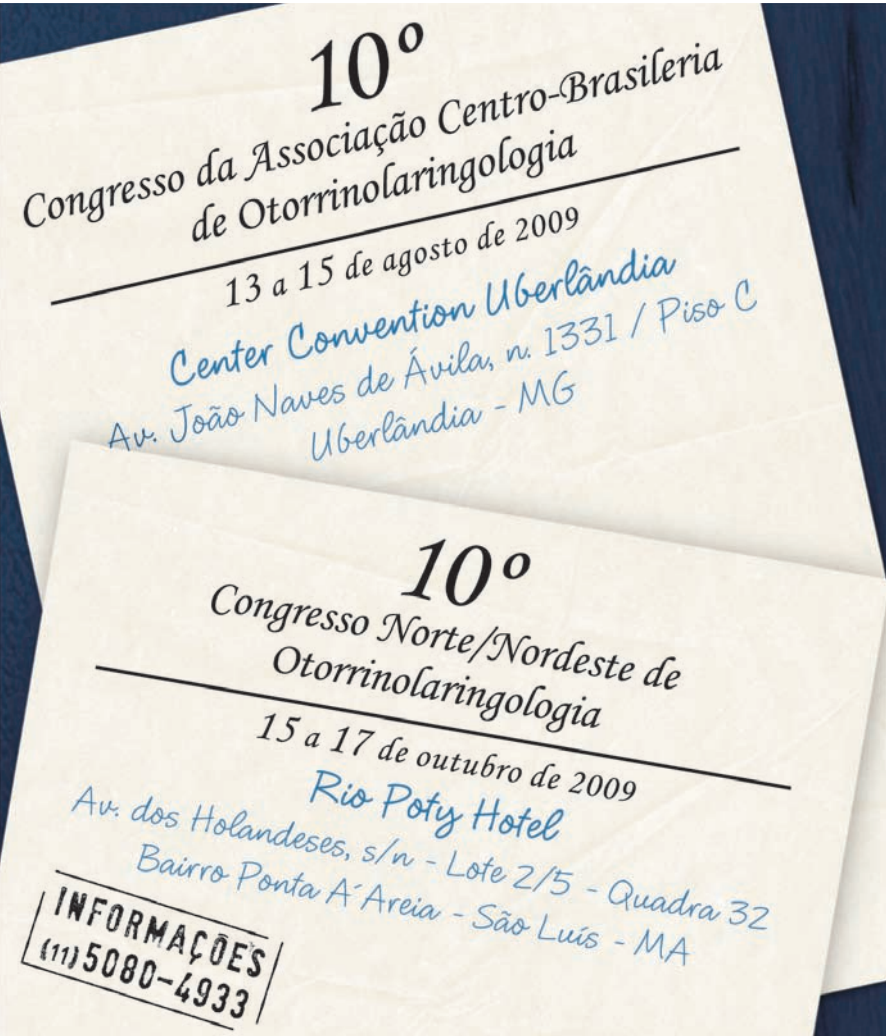 10º
Congresso da Associação Centro-Brasileria
de Otorrinolaringologia
13 a 15 de agosto de 2009
Center Convention Uberlândia
Av. João Naves de Ávila, n. 1331 / Piso C
Uberlândia - MG
10º
Congresso Norte/Nordeste de
Otorrinolaringologia
15 a 17 de outubro de 2009
Rio Poty Hotel
Av. dos Holandeses, s/n - Lote 2/5 - Quadra 32
Bairro Ponta A´Areia - São Luís - MA
INFORMAÇÕES
(11) 5080-4933